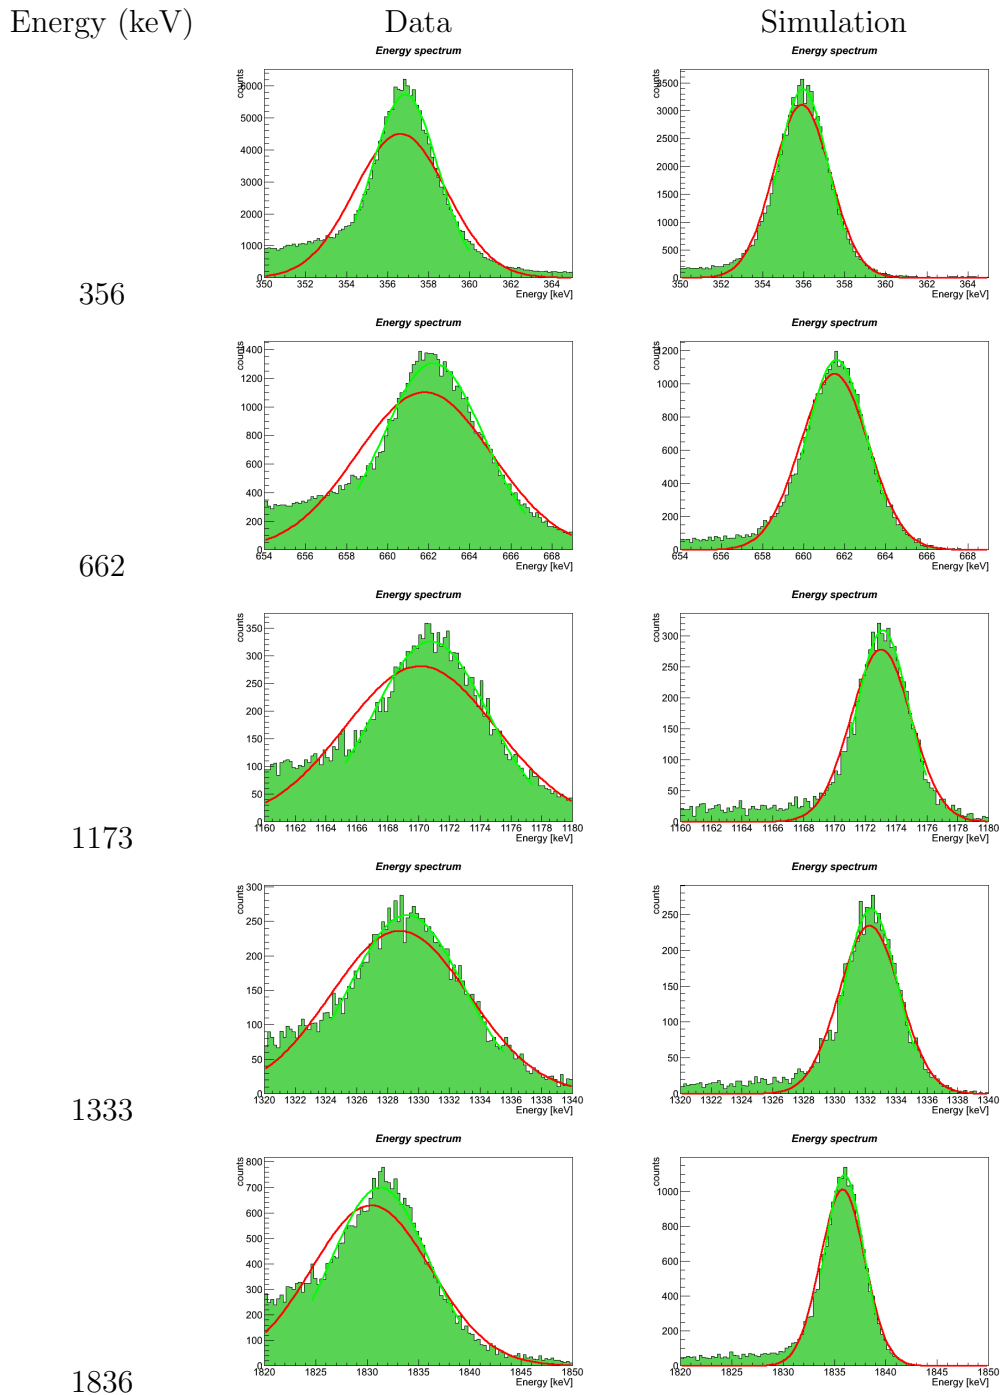 Energy (keV) Data Simulation
Energy spectrum Energy spectrum
counts counts
6000 5000 4000 3000 2000 1000 0
350 352 354 356 358 360 362 364
Energy [keV]
3500 3000 2500 2000 1500 1000 500 0
350 352 354 356 358 360 362 364
Energy [keV]
356
Energy spectrum Energy spectrum
counts counts
1400 1200 1000 800 600 400 200 0
654 656 658 660 662 664 666 668
Energy [keV]
1200 1000 800 600 400 200 0
654 656 658 660 662 664 666 668
Energy [keV]
662
Energy spectrum Energy spectrum
counts counts
350 300 250 200 150 100 50 0
1160 1162 1164 1166 1168 1170 1172 1174 1176 1178 1180
Energy [keV]
300 250 200 150 100 50 0
1160 1162 1164 1166 1168 1170 1172 1174 1176 1178 1180
Energy [keV]
1173
Energy spectrum Energy spectrum
counts counts
300 250 200 150 100 50 0
1320 1322 1324 1326 1328 1330 1332 1334 1336 1338 1340
Energy [keV]
250 200 150 100 50 0
1320 1322 1324 1326 1328 1330 1332 1334 1336 1338 1340
Energy [keV]
1333
Energy spectrum Energy spectrum
counts counts
800 700 600 500 400 300 200 100 0
1820 1825 1830 1835 1840 1845 1850
Energy [keV]
1000 800 600 400 200 0
1820 1825 1830 1835 1840 1845 1850
Energy [keV]
1836